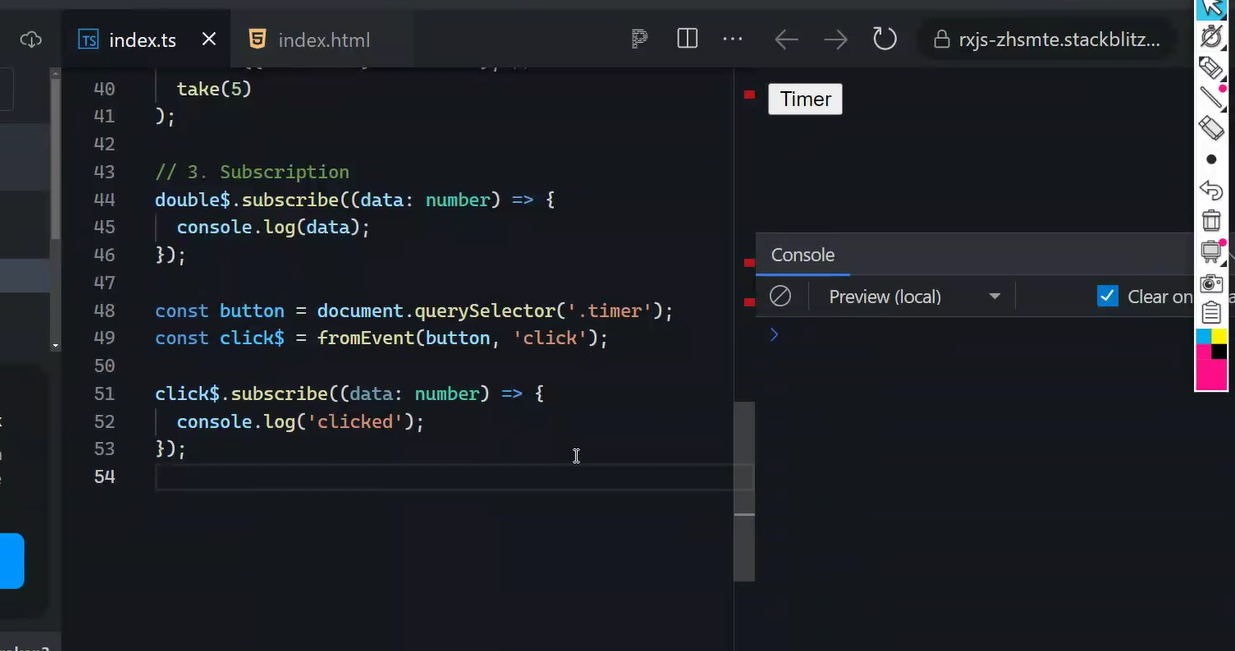 index.ts
index.html
rxjs-zhsmte.stackblitz...
40 take(5)
41 );
42
43 // 3. Subscription
44 double$.subscribe((data: number) => {
45 console.log(data);
46 });
47
48 const button = document.querySelector('.timer');
49 const click$ = fromEvent(button, 'click');
50
51 click$.subscribe((data: number) => {
52 console.log('clicked');
53 });
54
Timer
Console
Preview (local)
Clear on